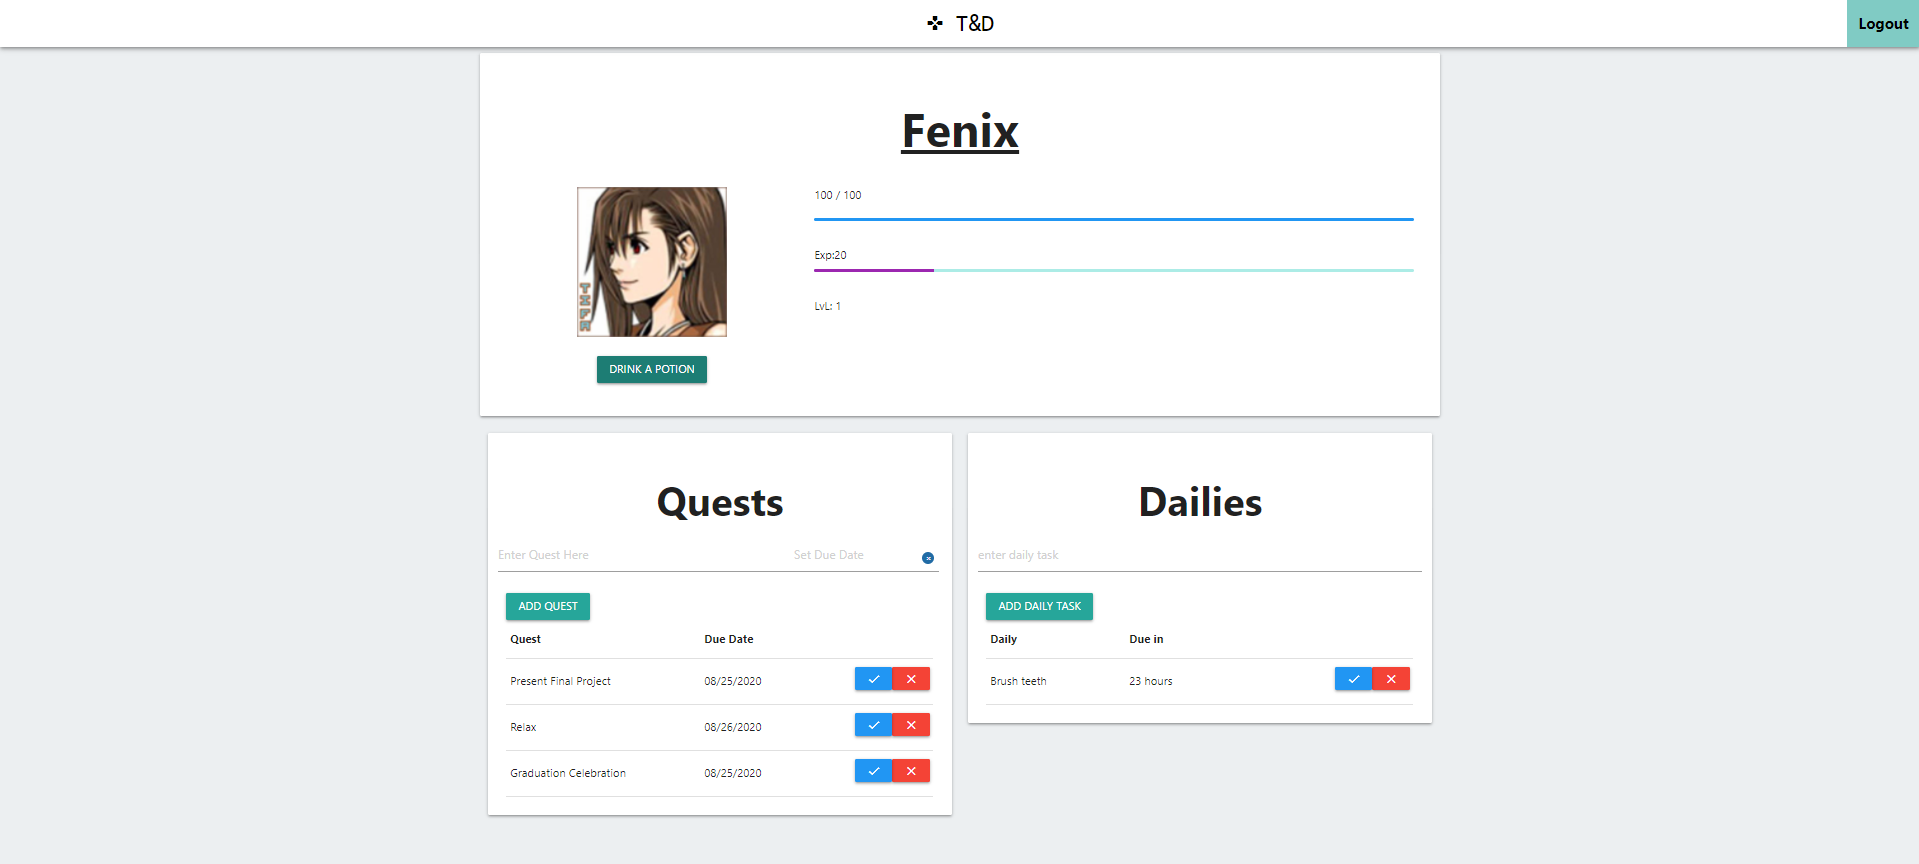 T&D
Logout
Fenix
100 / 100
Exp:20
LvL: 1
TIFA
DRINK A POTION
Quests
Enter Quest Here Set Due Date
ADD QUEST
Quest Due Date
Present Final Project 08/25/2020
Relax 08/26/2020
Graduation Celebration 08/25/2020
Dailies
enter daily task
ADD DAILY TASK
Daily Due in
Brush teeth 23 hours